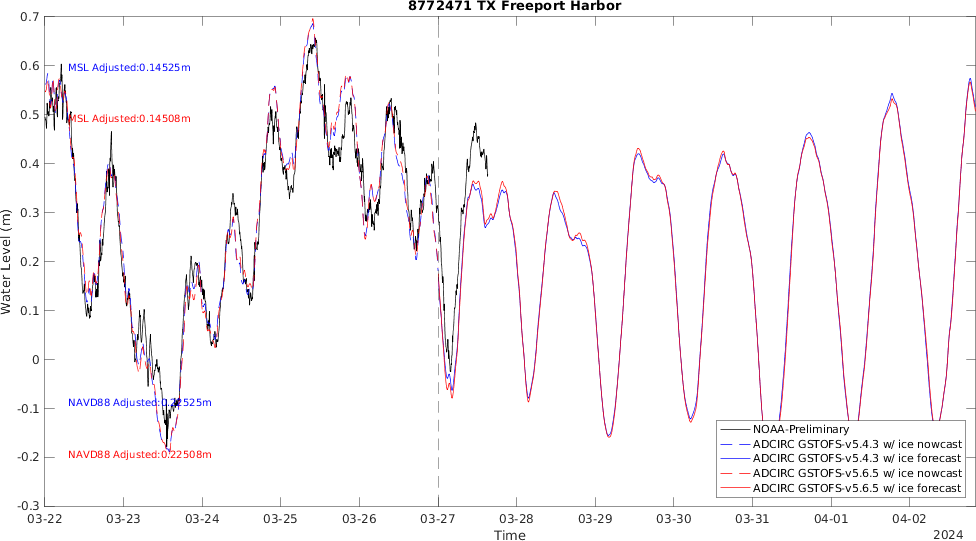 8772471 TX Freeport Harbor
0.7
0.6
0.5
0.4
0.3
0.2
0.1
0
-0.1
-0.2
-0.3
Water Level (m)
MSL Adjusted:0.14525m
MSL Adjusted:0.14508m
NAVD88 Adjusted:0.22525m
NAVD88 Adjusted:0.22508m
NOAA-Preliminary
ADCIRC GSTOFS-v5.4.3 w/ ice nowcast
ADCIRC GSTOFS-v5.4.3 w/ ice forecast
ADCIRC GSTOFS-v5.6.5 w/ ice nowcast
ADCIRC GSTOFS-v5.6.5 w/ ice forecast
03-22 03-23 03-24 03-25 03-26 03-27 03-28 03-29 03-30 03-31 04-01 04-02
Time
2024